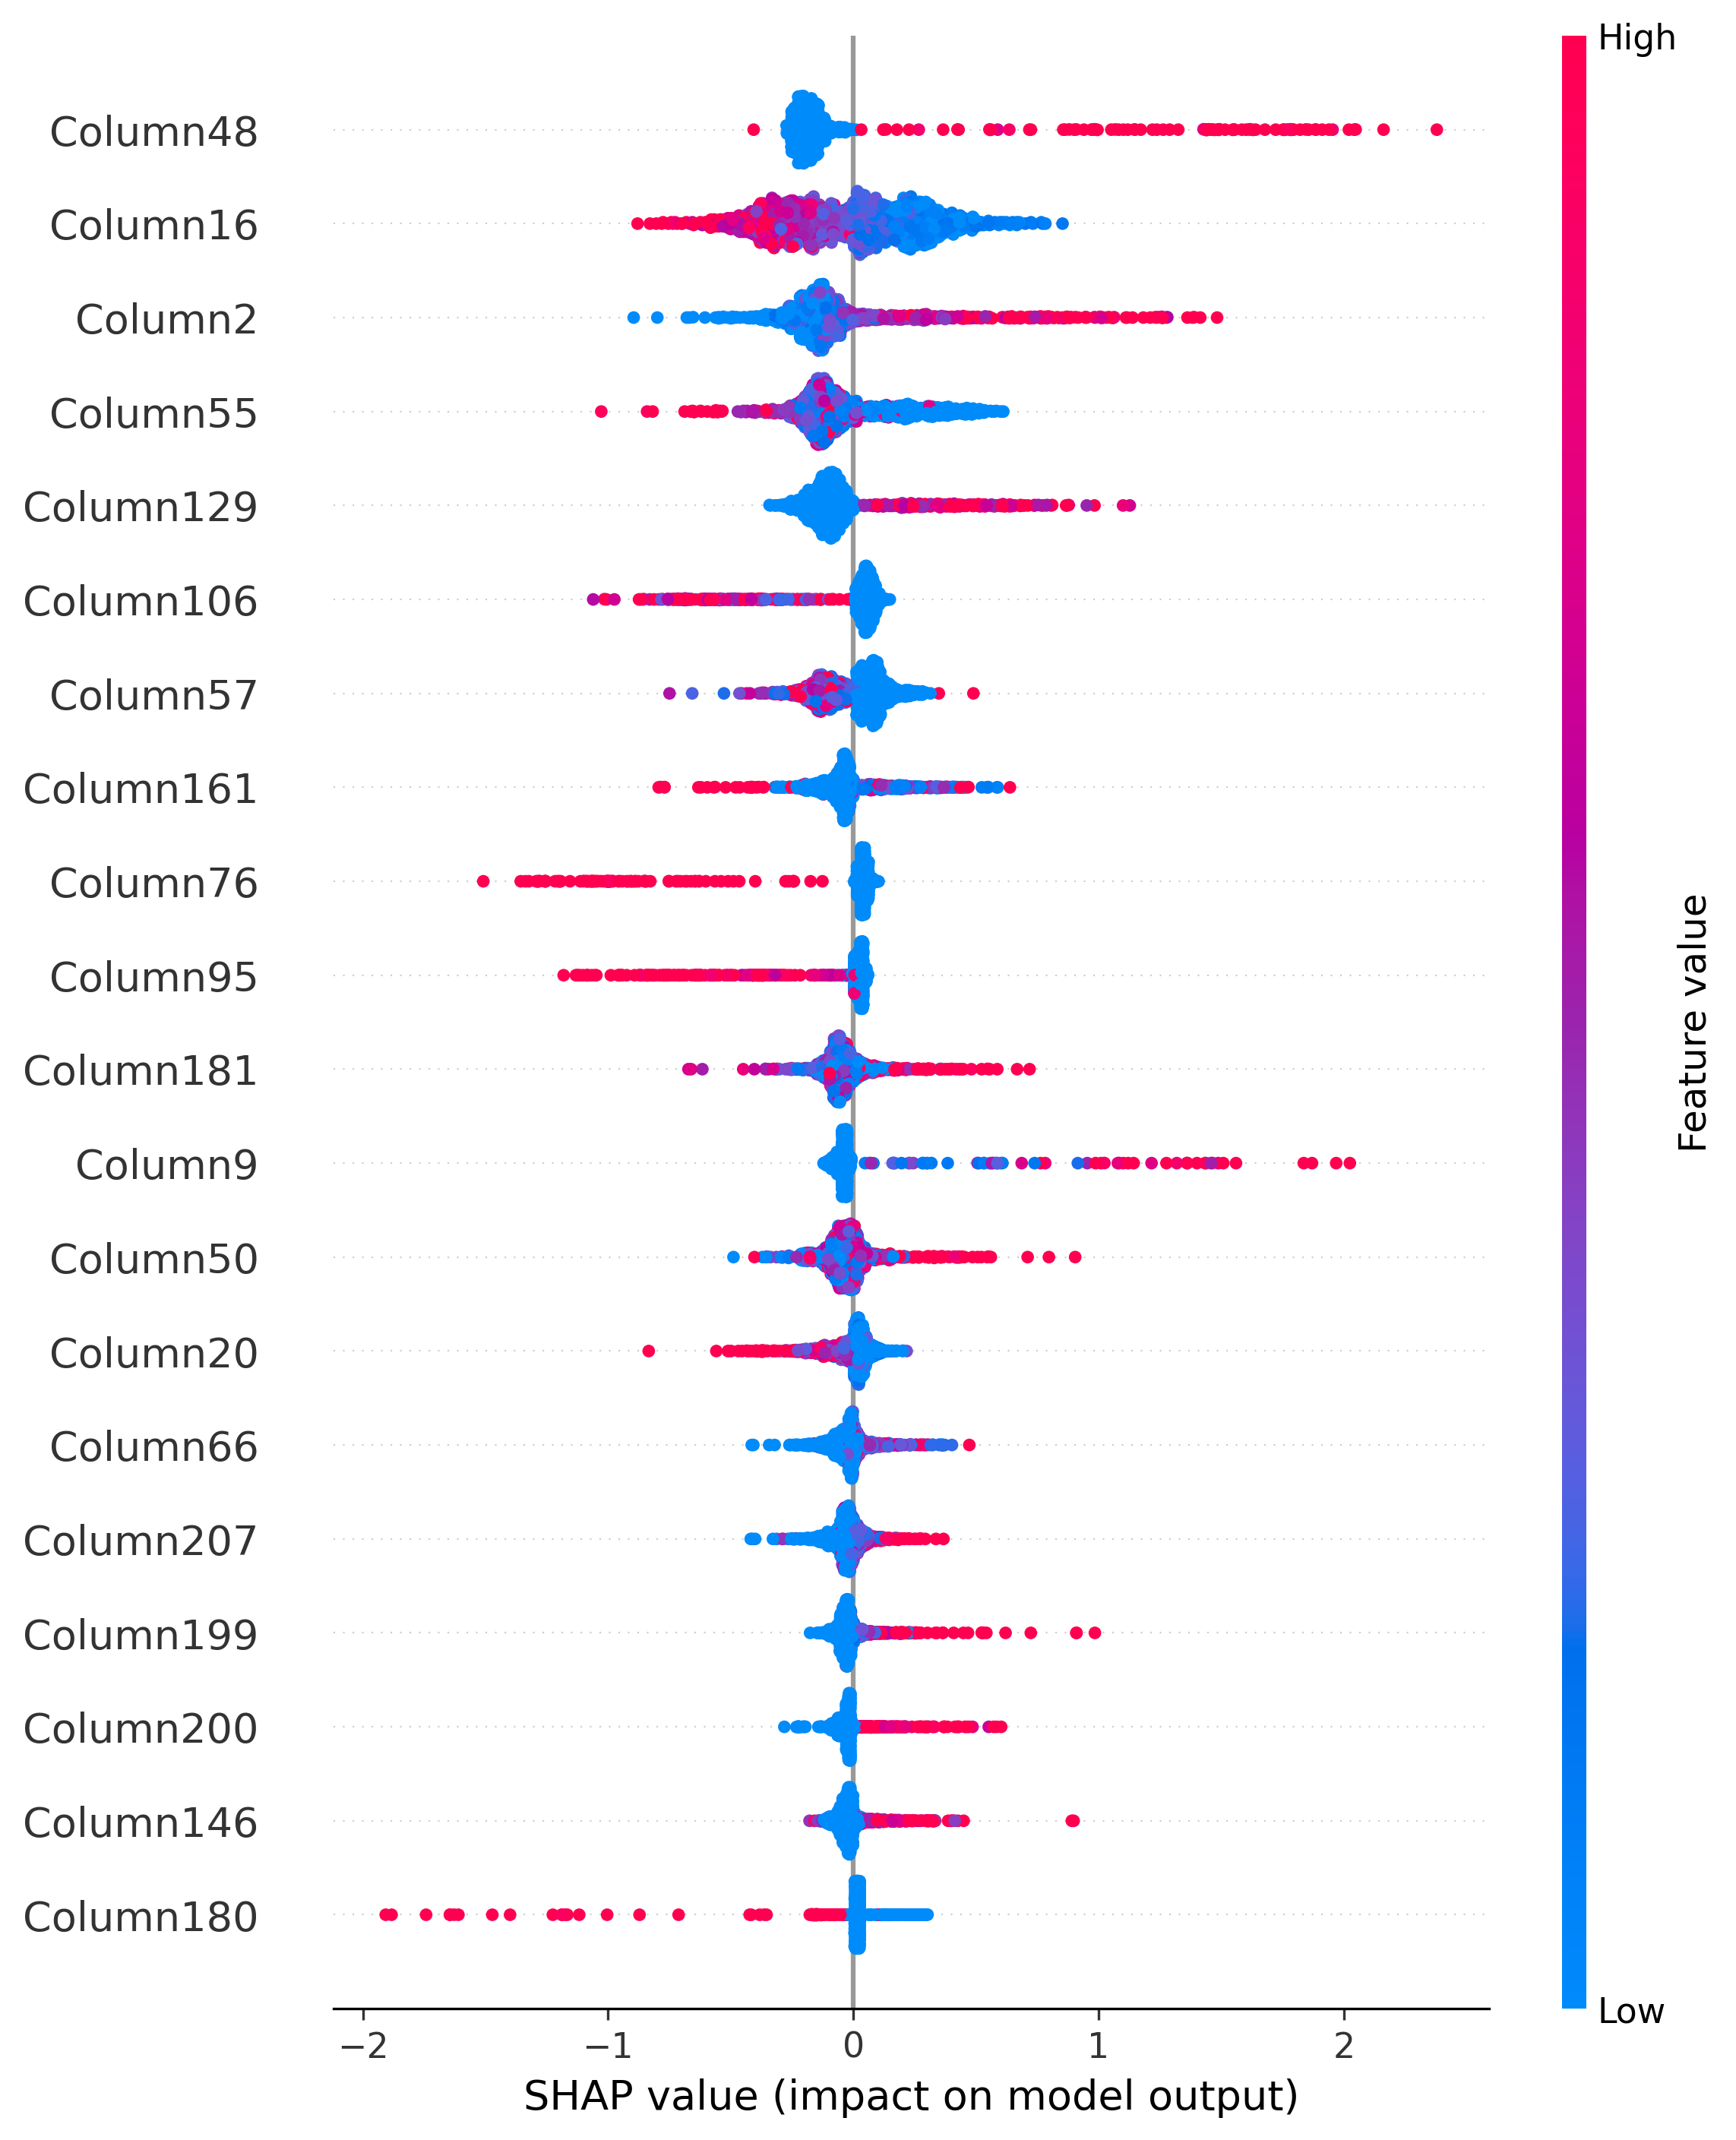 High
Column48
Column16
Column2
Column55
Column129
Column106
Column57
Column161
Column76
Column95
Column181
Column9
Column50
Column20
Column66
Column207
Column199
Column200
Column146
Column180
Feature value
Low
−2 −1 0 1 2
SHAP value (impact on model output)